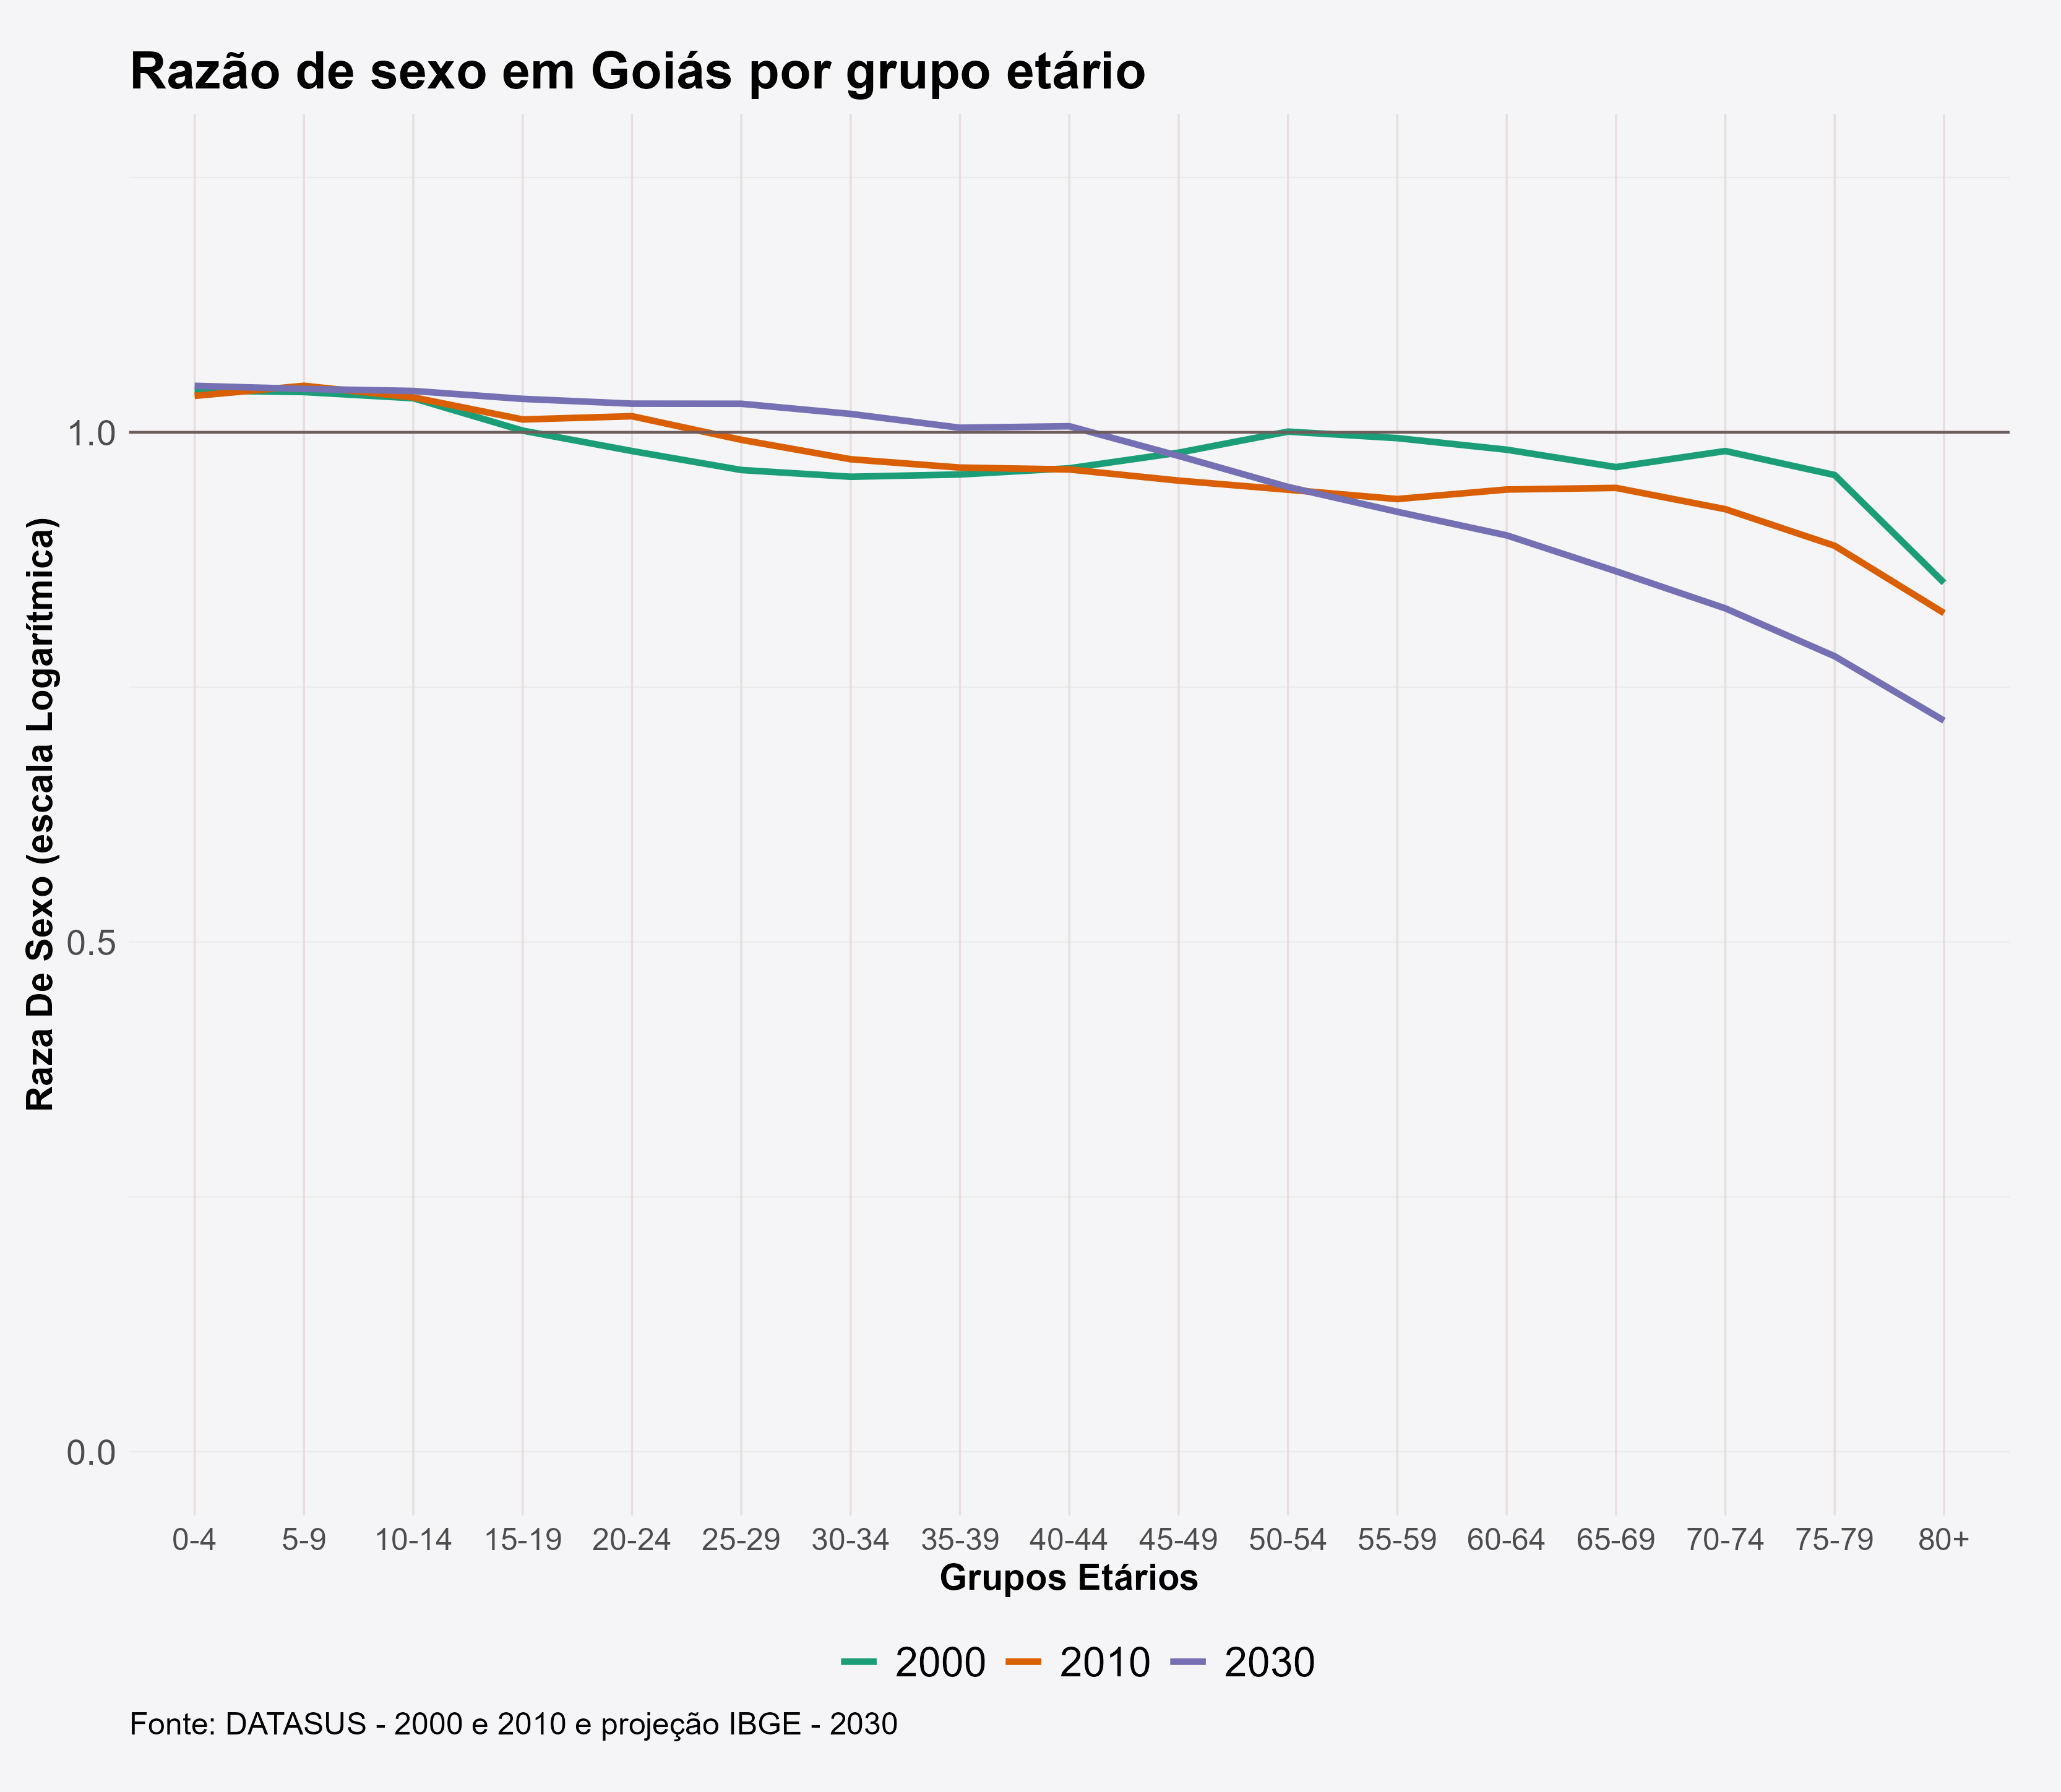 Razão de sexo em Goiás por grupo etário
Raza De Sexo (escala Logarítmica)
1.0
0.5
0.0
0-4 5-9 10-14 15-19 20-24 25-29 30-34 35-39 40-44 45-49 50-54 55-59 60-64 65-69 70-74 75-79 80+
Grupos Etários
2000 2010 2030
Fonte: DATASUS - 2000 e 2010 e projeção IBGE - 2030